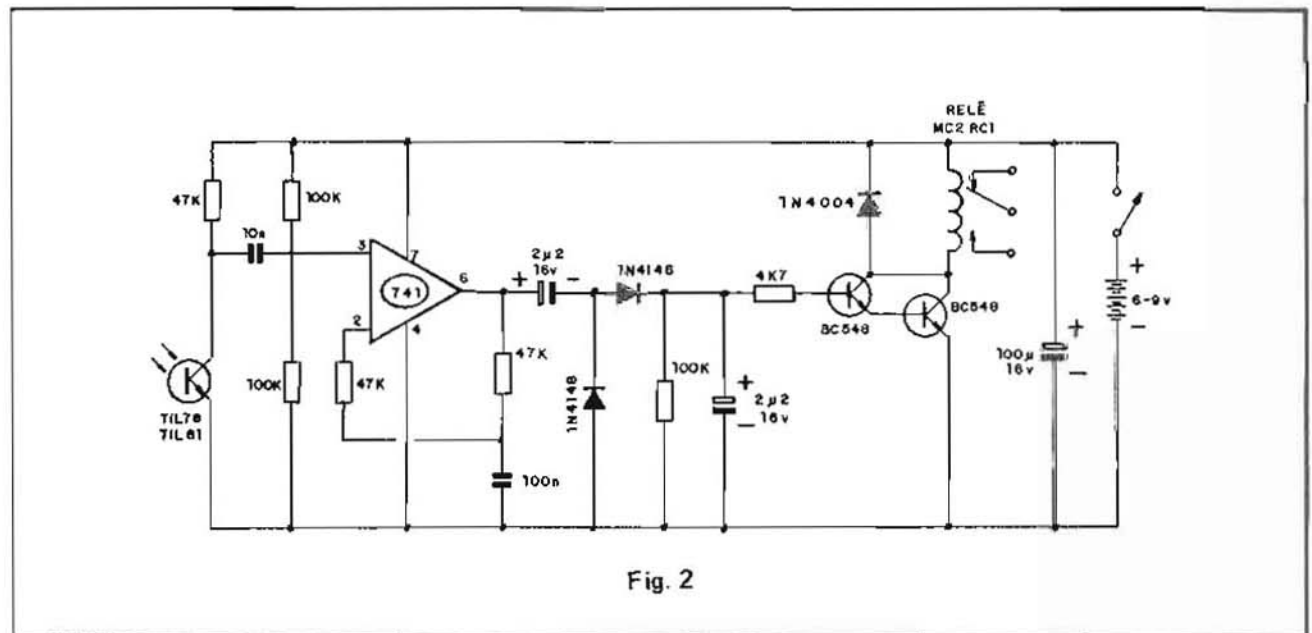 RELÊ
MC2 RC1
47K
100K
10n
3
7
741
6
2
4
2µ2
16v
+
-
1N4148
4K7
1N4004
BC548
BC548
+
6-9v
-
100µ
16v
+
-
47K
47K
100K
TIL78
TIL81
1N4148
100K
+
2µ2
16v
-
100n
Fig. 2